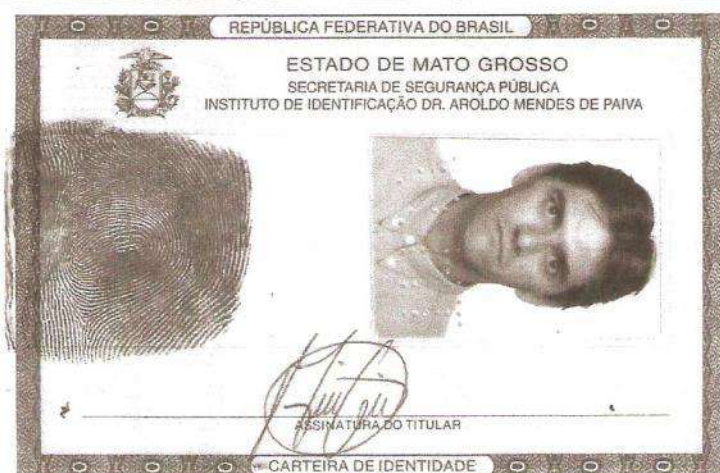 REPÚBLICA FEDERATIVA DO BRASIL
ESTADO DE MATO GROSSO
SECRETARIA DE SEGURANÇA PÚBLICA
INSTITUTO DE IDENTIFICAÇÃO DR. AROLDO MENDES DE PAIVA
ASSINATURA DO TITULAR
CARTEIRA DE IDENTIDADE